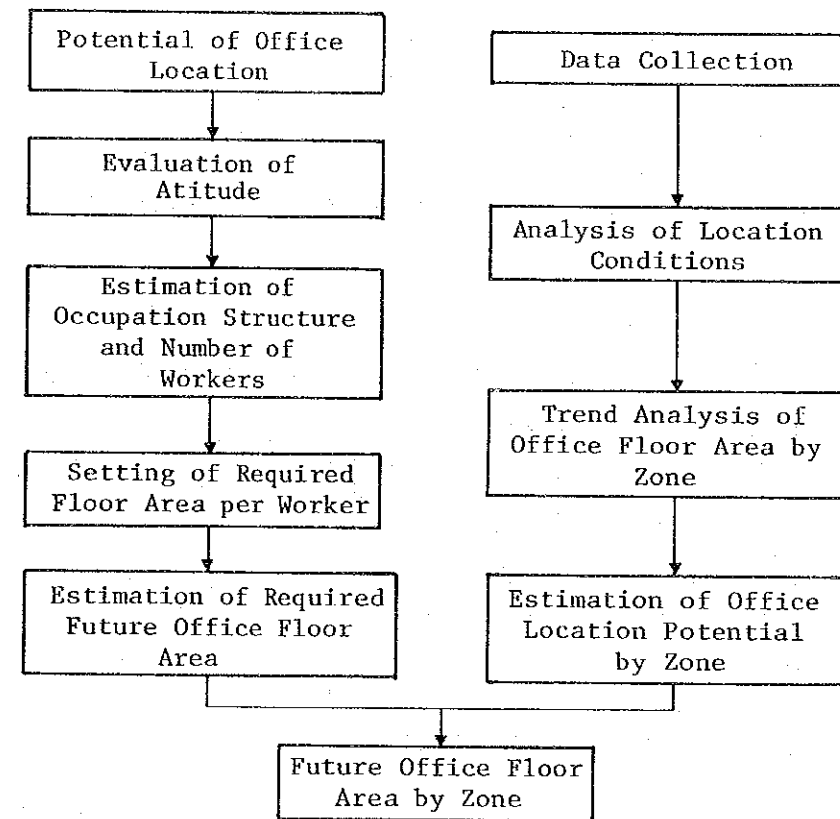 Potential of Office
Location
Evaluation of
Atitude
Estimation of
Occupation Structure
and Number of
Workers
Setting of Required
Floor Area per Worker
Estimation of Required
Future Office Floor
Area
Data Collection
Analysis of Location
Conditions
Trend Analysis of
Office Floor Area by
Zone
Estimation of Office
Location Potential
by Zone
Future Office Floor
Area by Zone